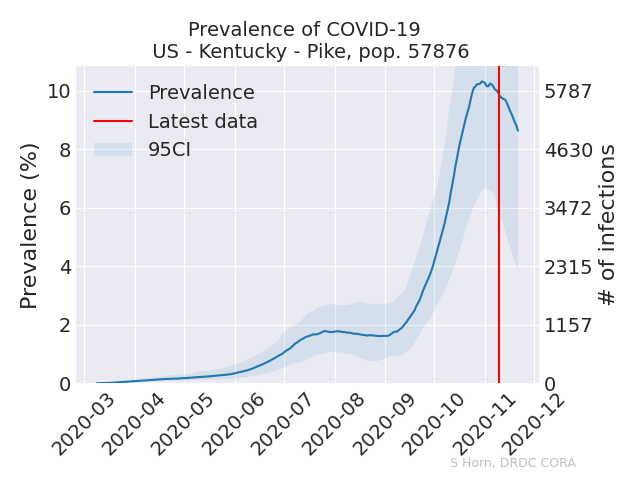 Prevalence of COVID-19
US - Kentucky - Pike, pop. 57876
Prevalence
Latest data
95CI
Prevalence (%)
10
8
6
4
2
0
5787
4630
3472
2315
1157
0
# of infections
2020-03
2020-04
2020-05
2020-06
2020-07
2020-08
2020-09
2020-10
2020-11
2020-12
S Horn, DRDC CORA